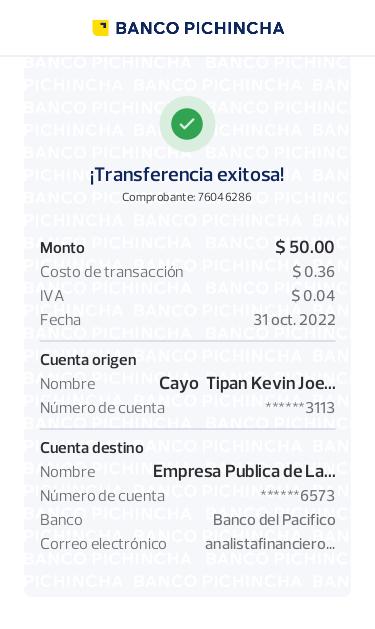 BANCO PICHINCHA
¡Transferencia exitosa!
Comprobante: 76046286
Monto $ 50.00
Costo de transacción $ 0.36
IVA $ 0.04
Fecha 31 oct. 2022
Cuenta origen
Nombre Cayo Tipan Kevin Joe...
Número de cuenta ******3113
Cuenta destino
Nombre Empresa Publica de La...
Número de cuenta ******6573
Banco Banco del Pacifico
Correo electrónico analistafinanciero...